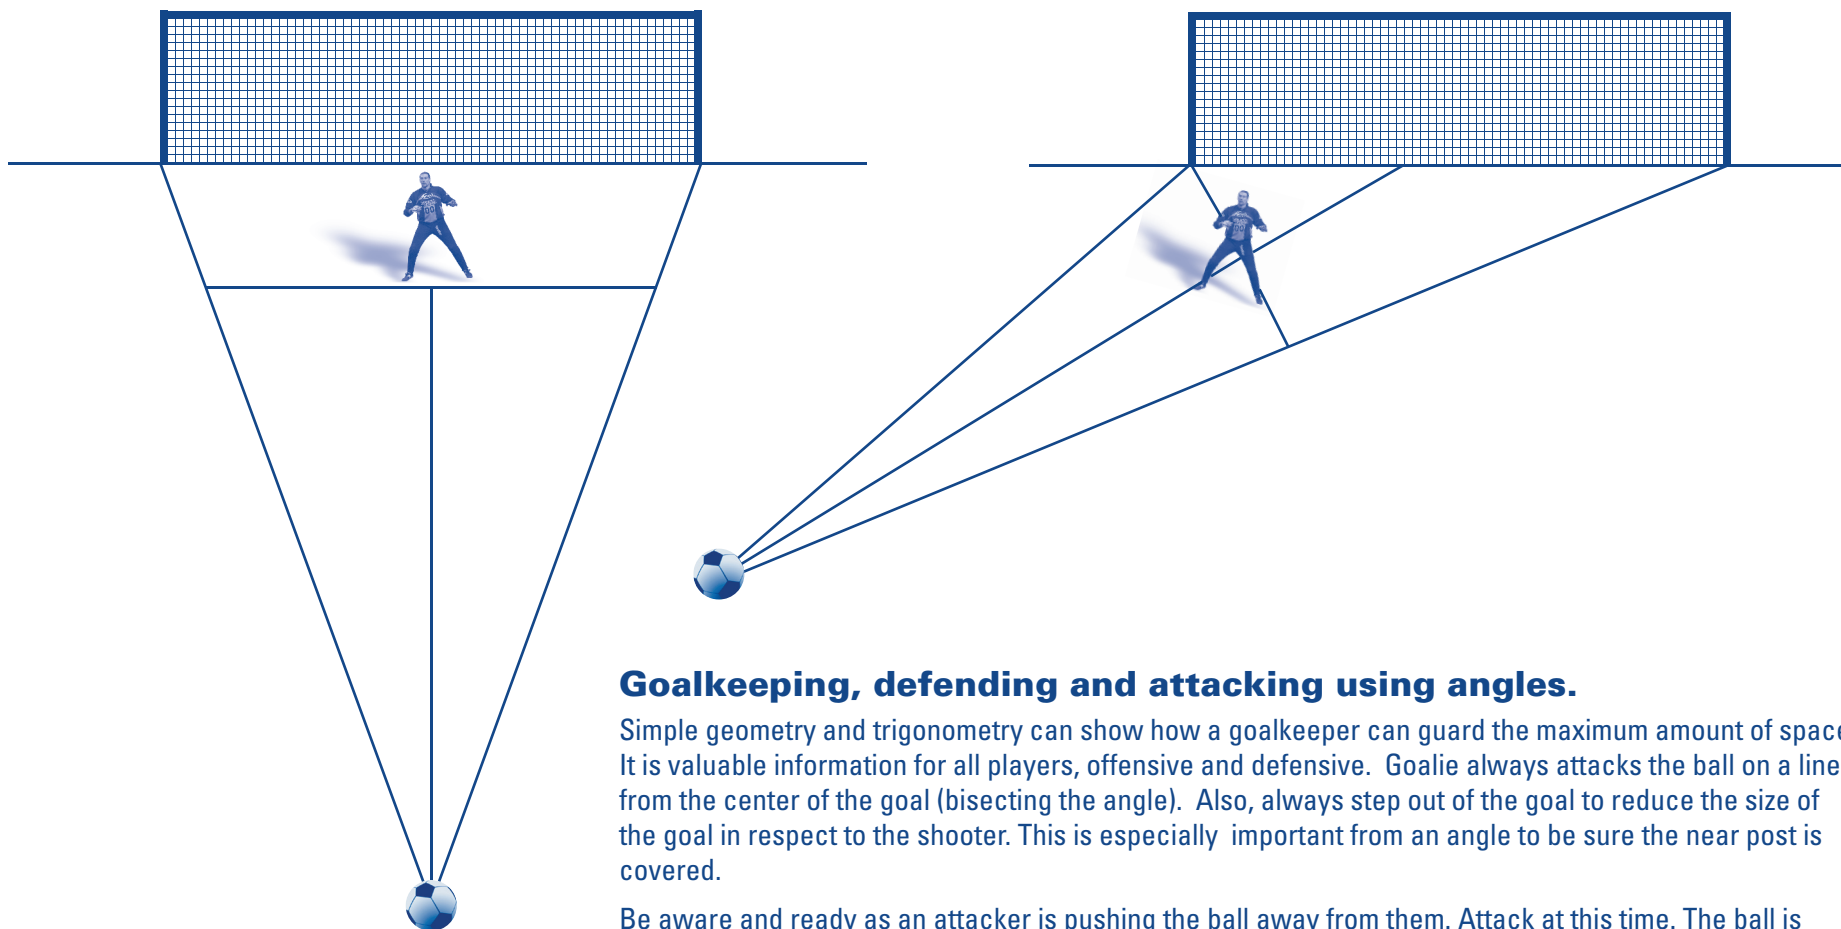 Goalkeeping, defending and attacking using angles.
Simple geometry and trigonometry can show how a goalkeeper can guard the maximum amount of space
It is valuable information for all players, offensive and defensive.  Goalie always attacks the ball on a line
from the center of the goal (bisecting the angle).  Also, always step out of the goal to reduce the size of
the goal in respect to the shooter. This is especially  important from an angle to be sure the near post is
covered.
Be aware and ready as an attacker is pushing the ball away from them. Attack at this time. The ball is